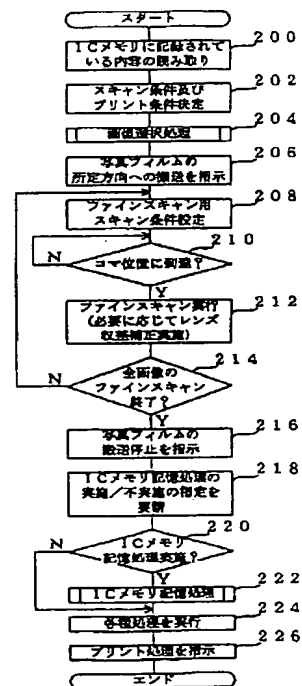 スタート
200
ICメモリに記録されて
いる内容の読み取り
202
スキャン条件及び
プリント条件決定
204
画像選択処理
206
写真フィルムの
所定方向への搬送を指示
208
ファインスキャン用
スキャン条件設定
210
コマ位置に到達?
N
Y
212
ファインスキャン実行
(必要に応じてレンズ
収差補正実施)
214
全画像の
ファインスキャン
終了?
N
Y
216
写真フィルムの
搬送停止を指示
218
ICメモリ記憶処理の
実施/不実施の指定を
要請
220
ICメモリ
記憶処理実施?
N
Y
222
ICメモリ記憶処理
224
各種処理を実行
226
プリント処理を指示
エンド